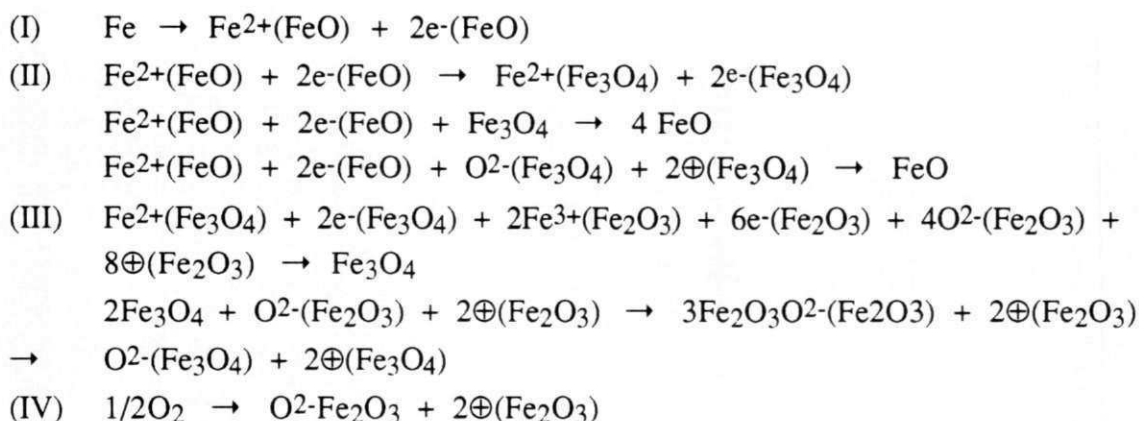 (I) Fe → Fe2+(FeO) + 2e-(FeO)
(II) Fe2+(FeO) + 2e-(FeO) → Fe2+(Fe3O4) + 2e-(Fe3O4)
Fe2+(FeO) + 2e-(FeO) + Fe3O4 → 4 FeO
Fe2+(FeO) + 2e-(FeO) + O2-(Fe3O4) + 2⊕(Fe3O4) → FeO
(III) Fe2+(Fe3O4) + 2e-(Fe3O4) + 2Fe3+(Fe2O3) + 6e-(Fe2O3) + 4O2-(Fe2O3) +
8⊕(Fe2O3) → Fe3O4
2Fe3O4 + O2-(Fe2O3) + 2⊕(Fe2O3) → 3Fe2O3O2-(Fe2O3) + 2⊕(Fe2O3)
→ O2-(Fe3O4) + 2⊕(Fe3O4)
(IV) 1/2O2 → O2-Fe2O3 + 2⊕(Fe2O3)